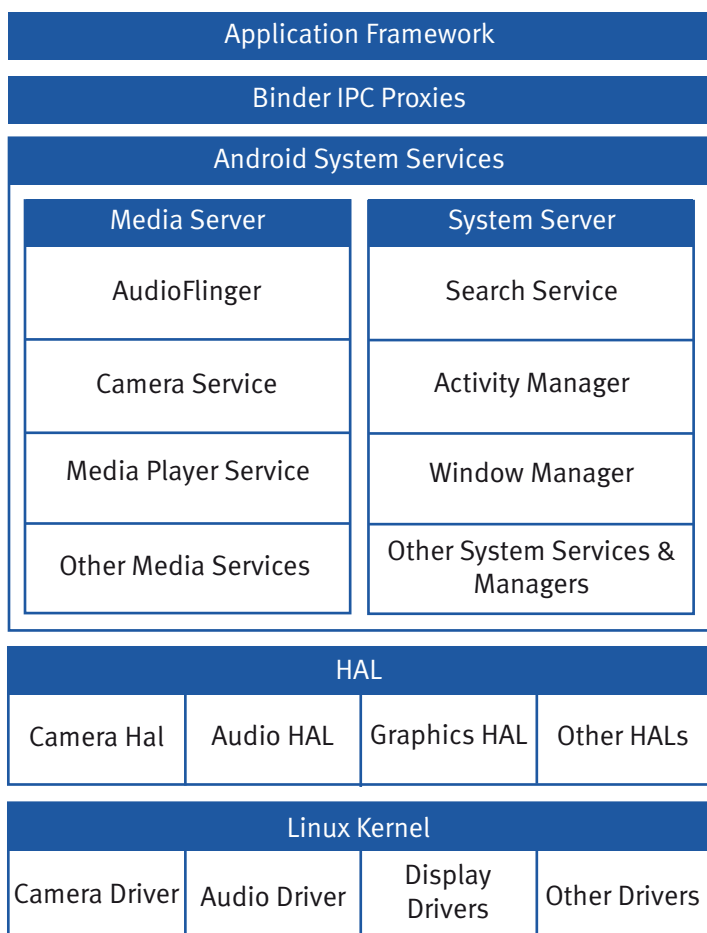 Application Framework
Binder IPC Proxies
Android System Services
Media Server
AudioFlinger
Camera Service
Media Player Service
Other Media Services
System Server
Search Service
Activity Manager
Window Manager
Other System Services &
Managers
HAL
Camera Hal
Audio HAL
Graphics HAL
Other HALs
Linux Kernel
Camera Driver
Audio Driver
Display
Drivers
Other Drivers